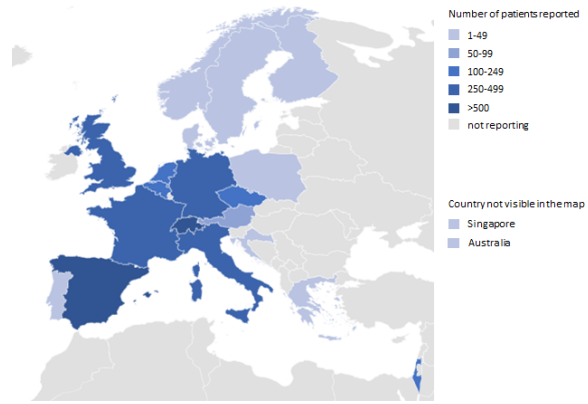 Number of patients reported
1-49
50-99
100-249
250-499
>500
not reporting
Country not visible in the map
Singapore
Australia